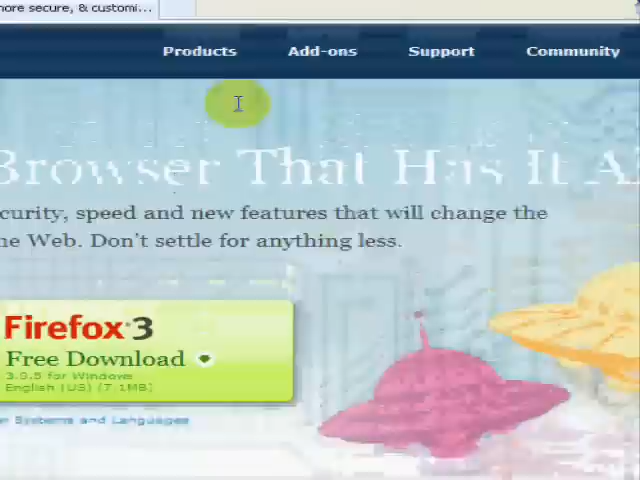 more secure, & customi...
Products Add-ons Support Community
Browser That Has It
curity, speed and new features that will change the
he Web. Don't settle for anything less.
Firefox 3
Free Download
3.0.5 for Windows
English (US) (7.1MB)
er Systems and Languages